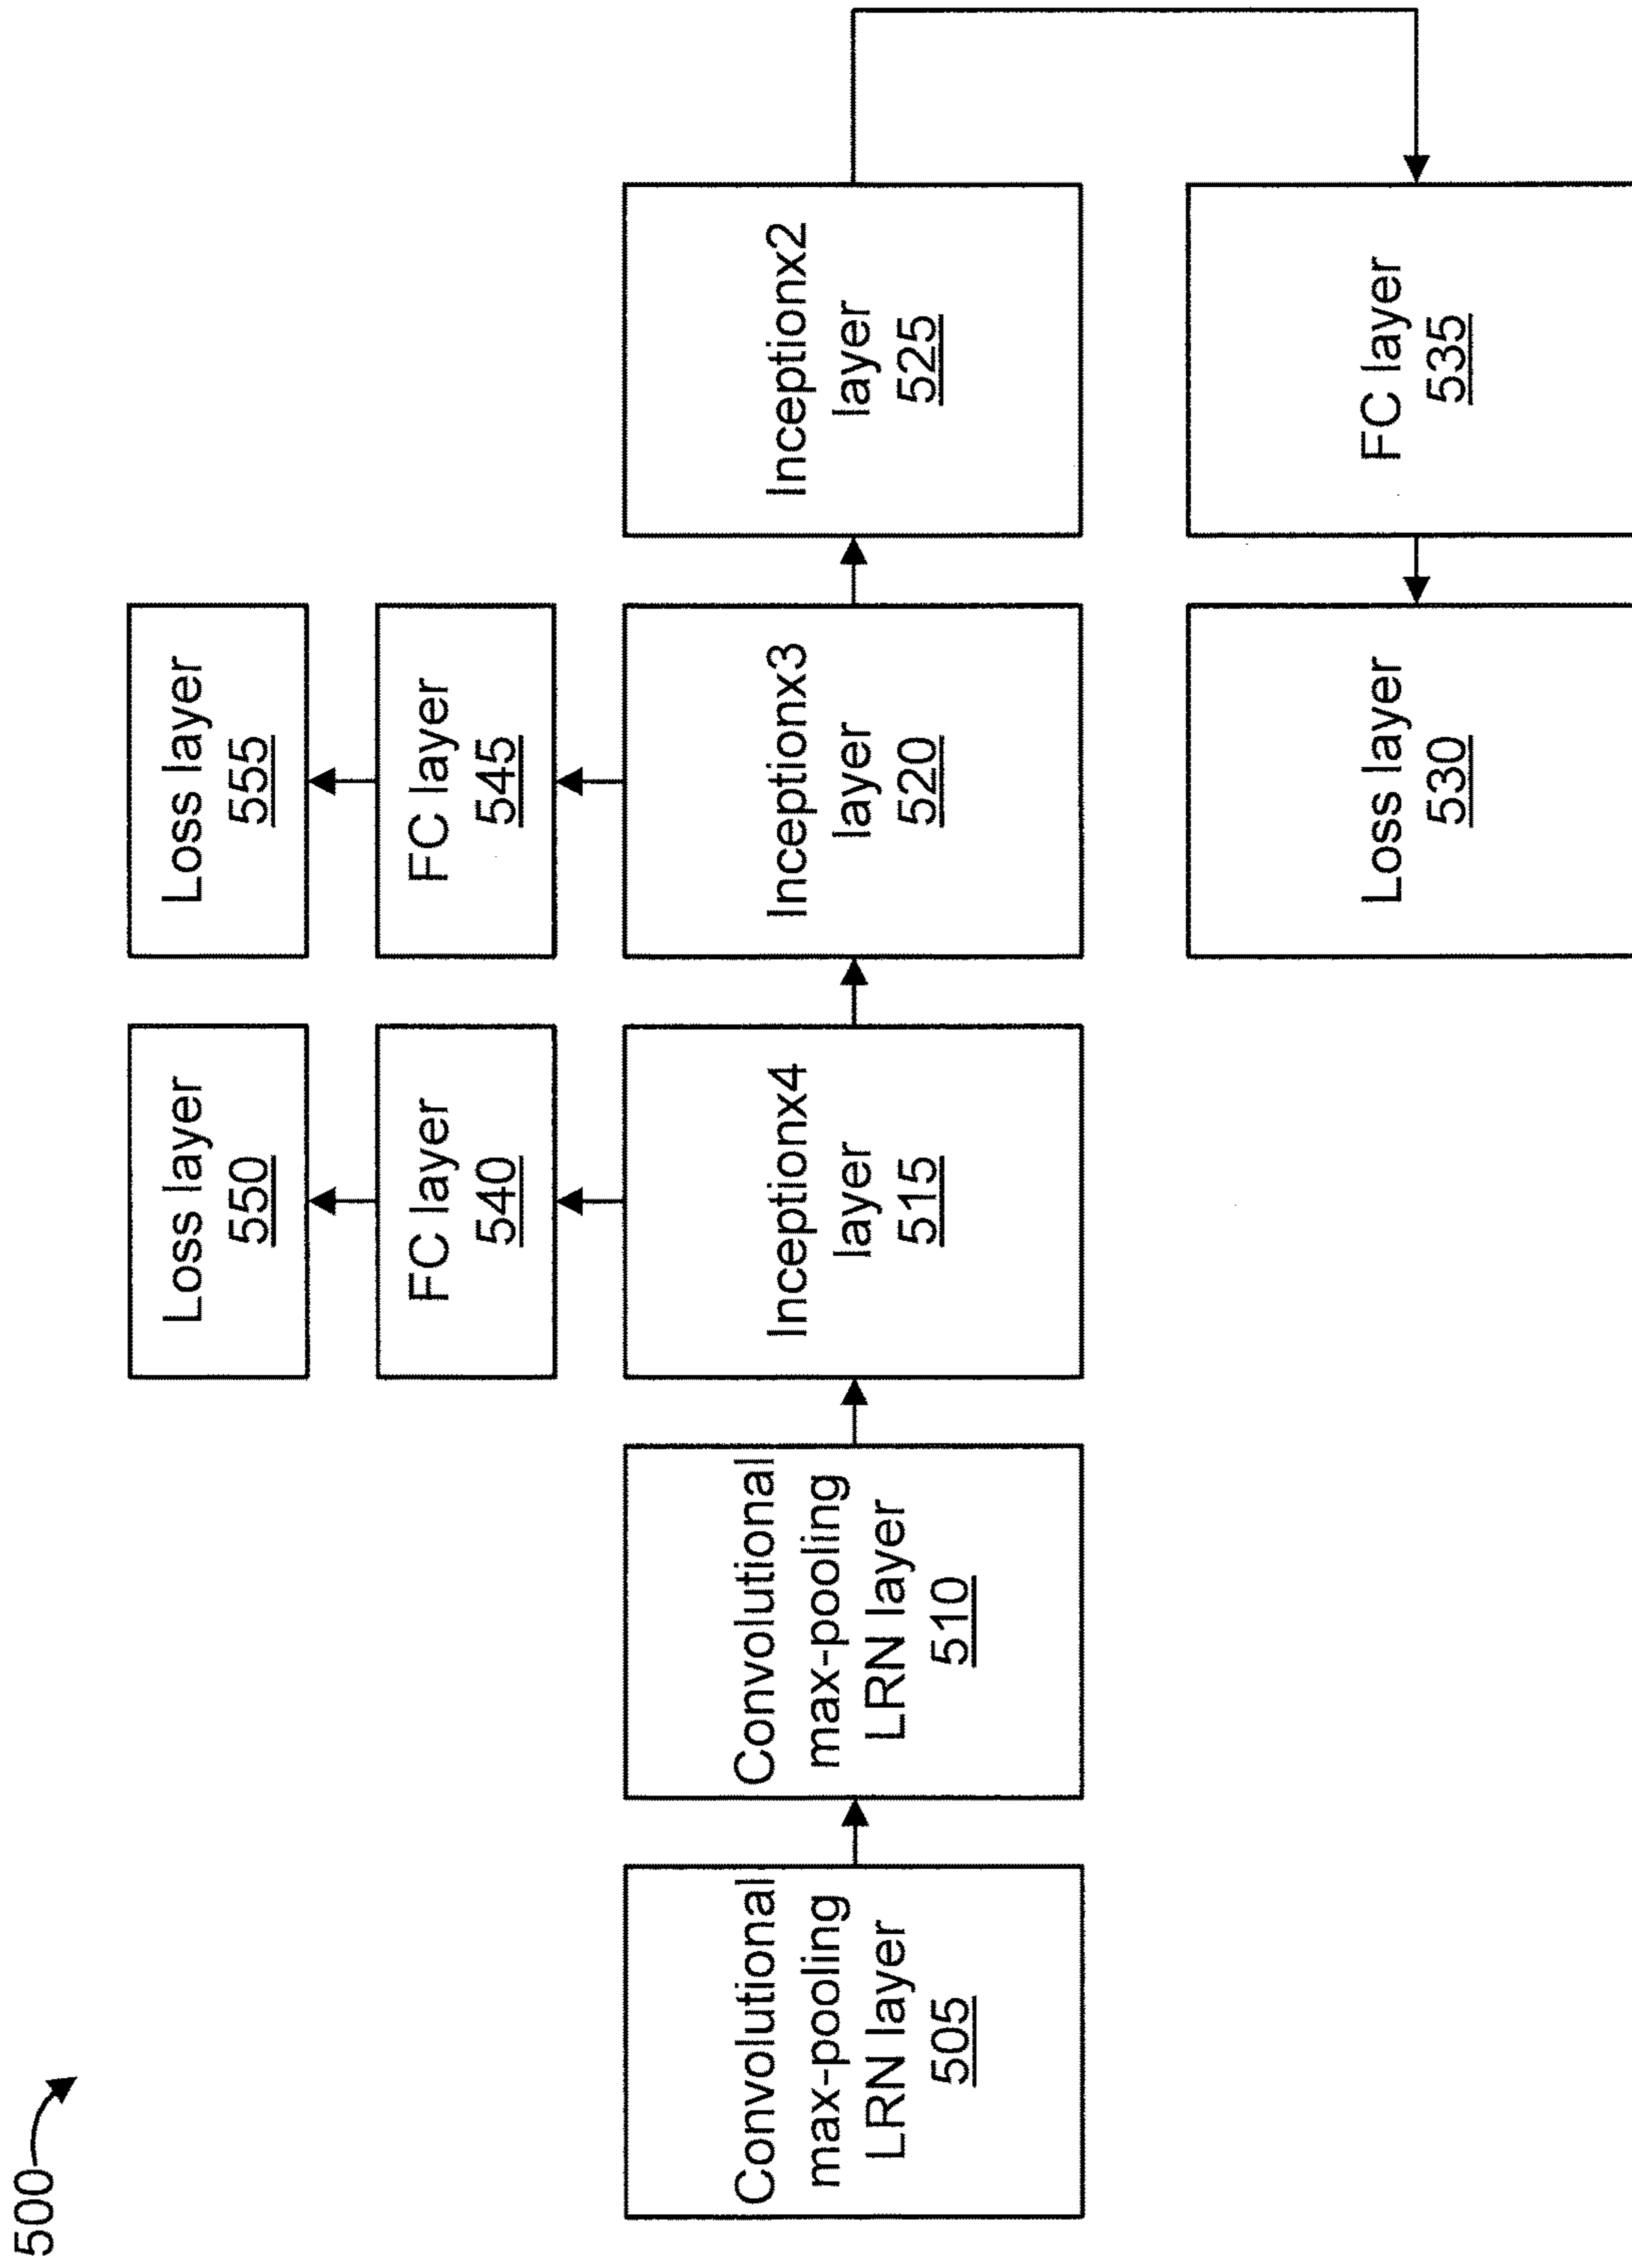 500
Loss layer
550
Loss layer
555
FC layer
540
FC layer
545
Convolutional
max-pooling
LRN layer
505
Convolutional
max-pooling
LRN layer
510
Inceptionx4
layer
515
Inceptionx3
layer
520
Inceptionx2
layer
525
Loss layer
530
FC layer
535